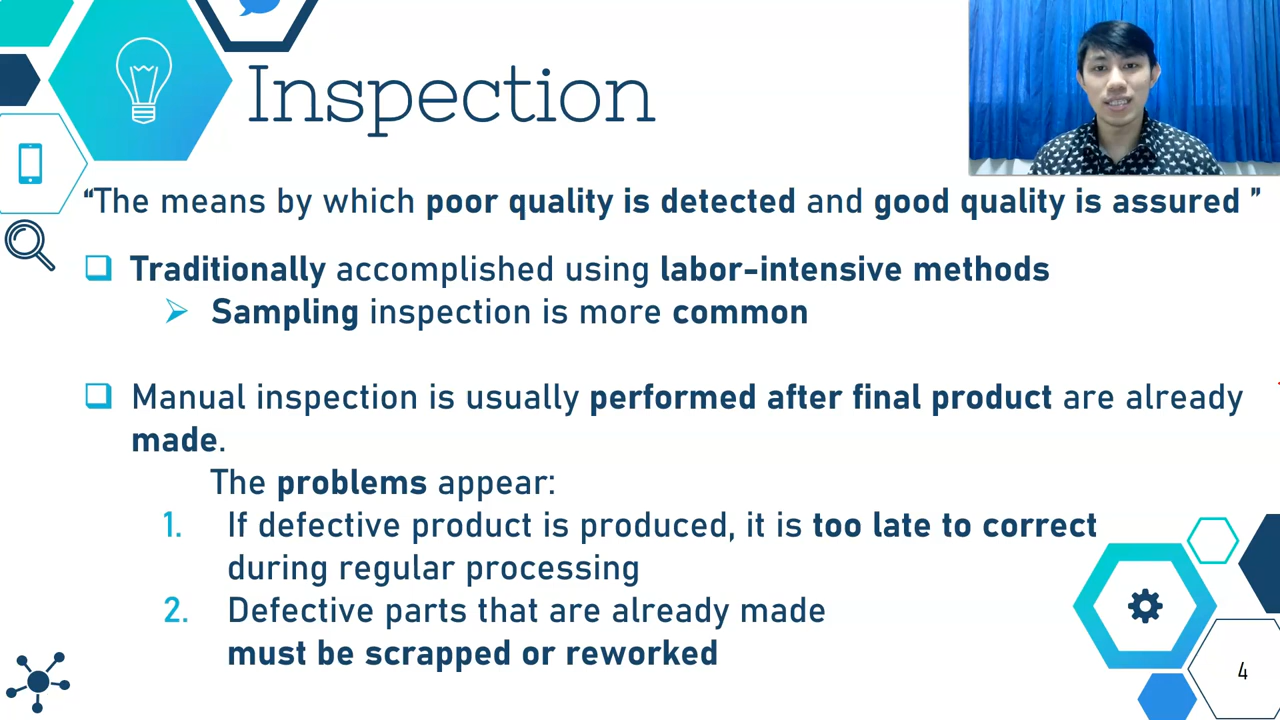 Inspection
“The means by which poor quality is detected and good quality is assured ”
Traditionally accomplished using labor-intensive methods
Sampling inspection is more common
Manual inspection is usually performed after final product are already
made.
The problems appear:
1. If defective product is produced, it is too late to correct
during regular processing
2. Defective parts that are already made
must be scrapped or reworked
4